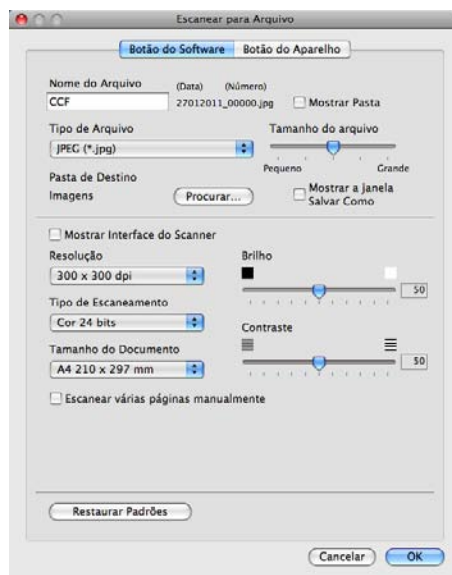 Escanear para Arquivo
Botão do Software Botão do Aparelho
Nome do Arquivo (Data) (Número)
CCF 27012011_00000.jpg Mostrar Pasta
Tipo de Arquivo Tamanho do arquivo
JPEG (*.jpg)
Pequeno Grande
Pasta de Destino
Imagens Procurar... Mostrar a janela
Salvar Como
Mostrar Interface do Scanner
Resolução Brilho
300 x 300 dpi 50
Tipo de Escaneamento
Cor 24 bits Contraste
Tamanho do Documento
A4 210 x 297 mm 50
Escanear várias páginas manualmente
Restaurar Padrões
Cancelar OK